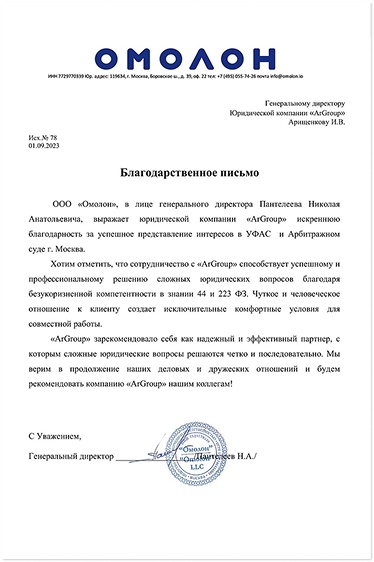 ОМОЛОН
ИНН 7729770339 Юр. адрес: 119634, г. Москва, Боровское ш., д. 39, оф. 22 тел: +7 (495) 055-74-26 почта info@omolon.io
Генеральному директору
Юридической компании «ArGroup»
Арищенкову И.В.
Исх.№ 78
01.09.2023
Благодарственное письмо
ООО «Омолон», в лице генерального директора Пантелеева Николая
Анатольевича, выражает юридической компании «ArGroup» искреннюю
благодарность за успешное представление интересов в УФАС и Арбитражном
суде г. Москва.
Хотим отметить, что сотрудничество с «ArGroup» способствует успешному и
профессиональному решению сложных юридических вопросов благодаря
безукоризненной компетентности в знании 44 и 223 ФЗ. Чуткое и человеческое
отношение к клиенту создает исключительные комфортные условия для
совместной работы.
«ArGroup» зарекомендовало себя как надежный и эффективный партнер, с
которым сложные юридические вопросы решаются четко и последовательно. Мы
верим в продолжение наших деловых и дружеских отношений и будем
рекомендовать компанию «ArGroup» нашим коллегам!
С Уважением,
Генеральный директор ____________/Пантелеев Н.А./
"Омолон"
"Omolon"
LLC